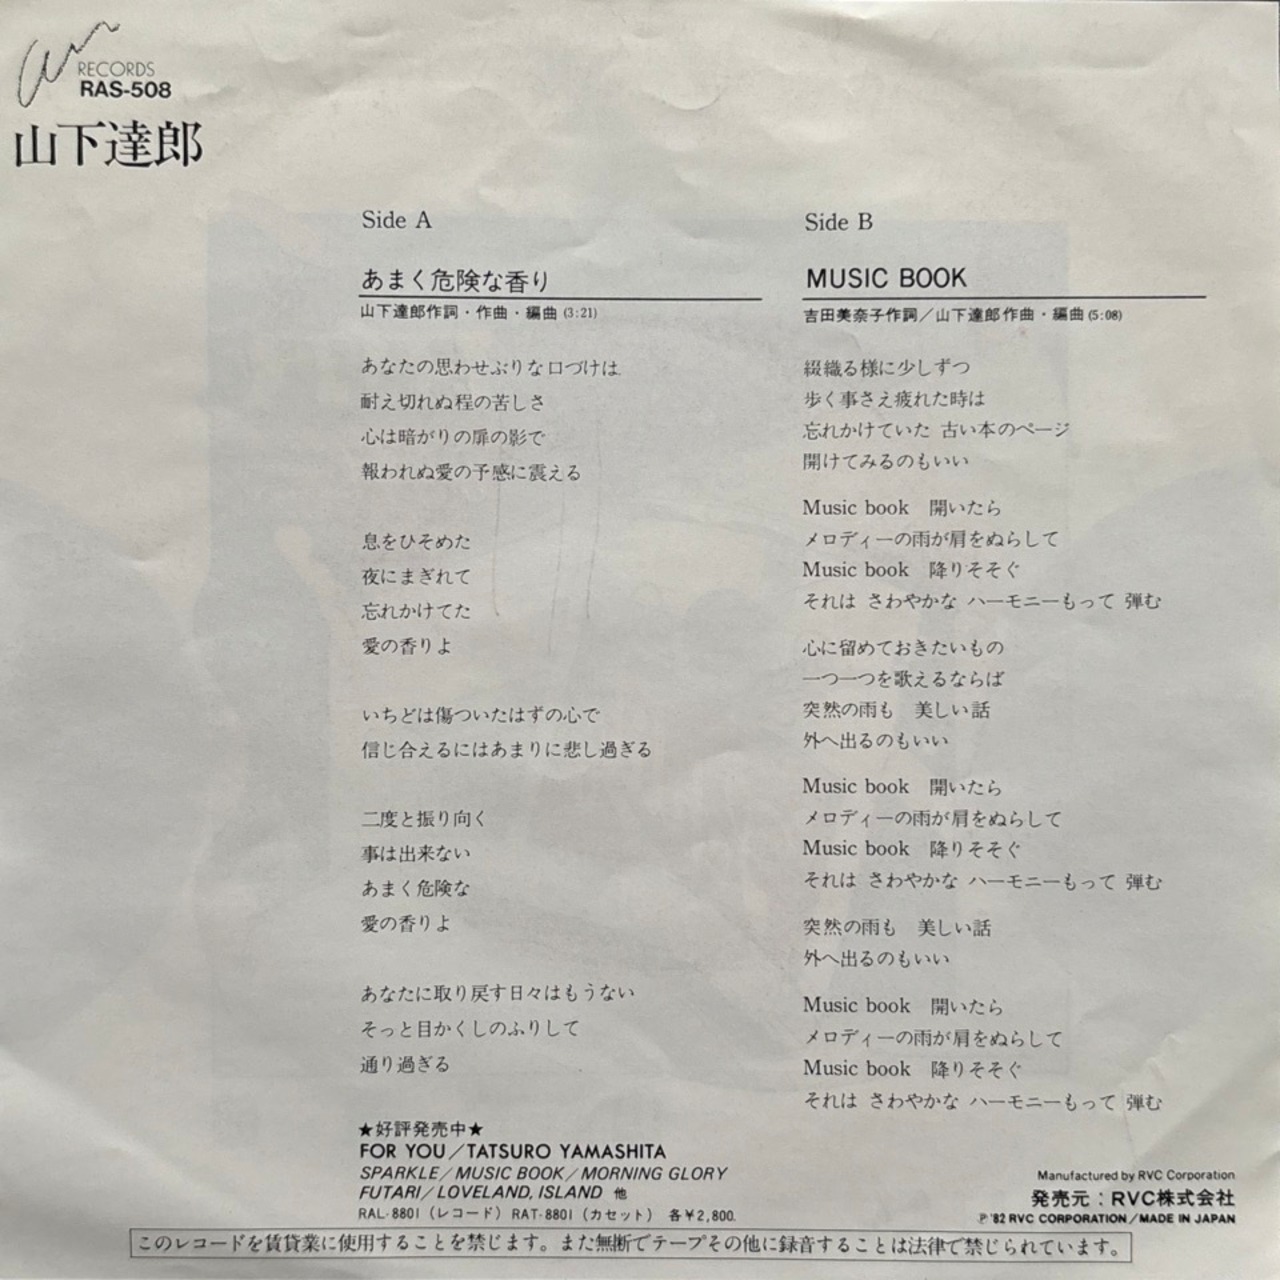 RECORDS
RAS-508
山下達郎
Side A
あまく危険な香り
山下達郎作詞・作曲・編曲(3:21)
あなたの思わせぶりな口づけは
耐え切れぬ程の苦しさ
心は暗がりの扉の影で
報われぬ愛の予感に震える
息をひそめた
夜にまぎれて
忘れかけてた
愛の香りよ
いちどは傷ついたはずの心で
信じ合えるにはあまりに悲し過ぎる
二度と振り向く
事は出来ない
あまく危険な
愛の香りよ
あなたに取り戻す日々はもうない
そっと目かくしのふりして
通り過ぎる
★好評発売中★
FOR YOU/TATSURO YAMASHITA
SPARKLE/MUSIC BOOK/MORNING GLORY
FUTARI/LOVELAND, ISLAND 他
RAL-8801(レコード) RAT-8801(カセット) 各¥2,800.
Side B
MUSIC BOOK
吉田美奈子作詞/山下達郎作曲・編曲(5:08)
綴織る様に少しずつ
歩く事さえ疲れた時は
忘れかけていた 古い本のページ
開けてみるのもいい
Music book 開いたら
メロディーの雨が肩をぬらして
Music book 降りそそぐ
それは さわやかな ハーモニーもって 弾む
心に留めておきたいもの
一つ一つを歌えるならば
突然の雨も 美しい話
外へ出るのもいい
Music book 開いたら
メロディーの雨が肩をぬらして
Music book 降りそそぐ
それは さわやかな ハーモニーもって 弾む
突然の雨も 美しい話
外へ出るのもいい
Music book 開いたら
メロディーの雨が肩をぬらして
Music book 降りそそぐ
それは さわやかな ハーモニーもって 弾む
Manufactured by RVC Corporation
発売元:RVC株式会社
℗'82 RVC CORPORATION/MADE IN JAPAN
このレコードを賃貸業に使用することを禁じます。また無断でテープその他に録音することは法律で禁じられています。